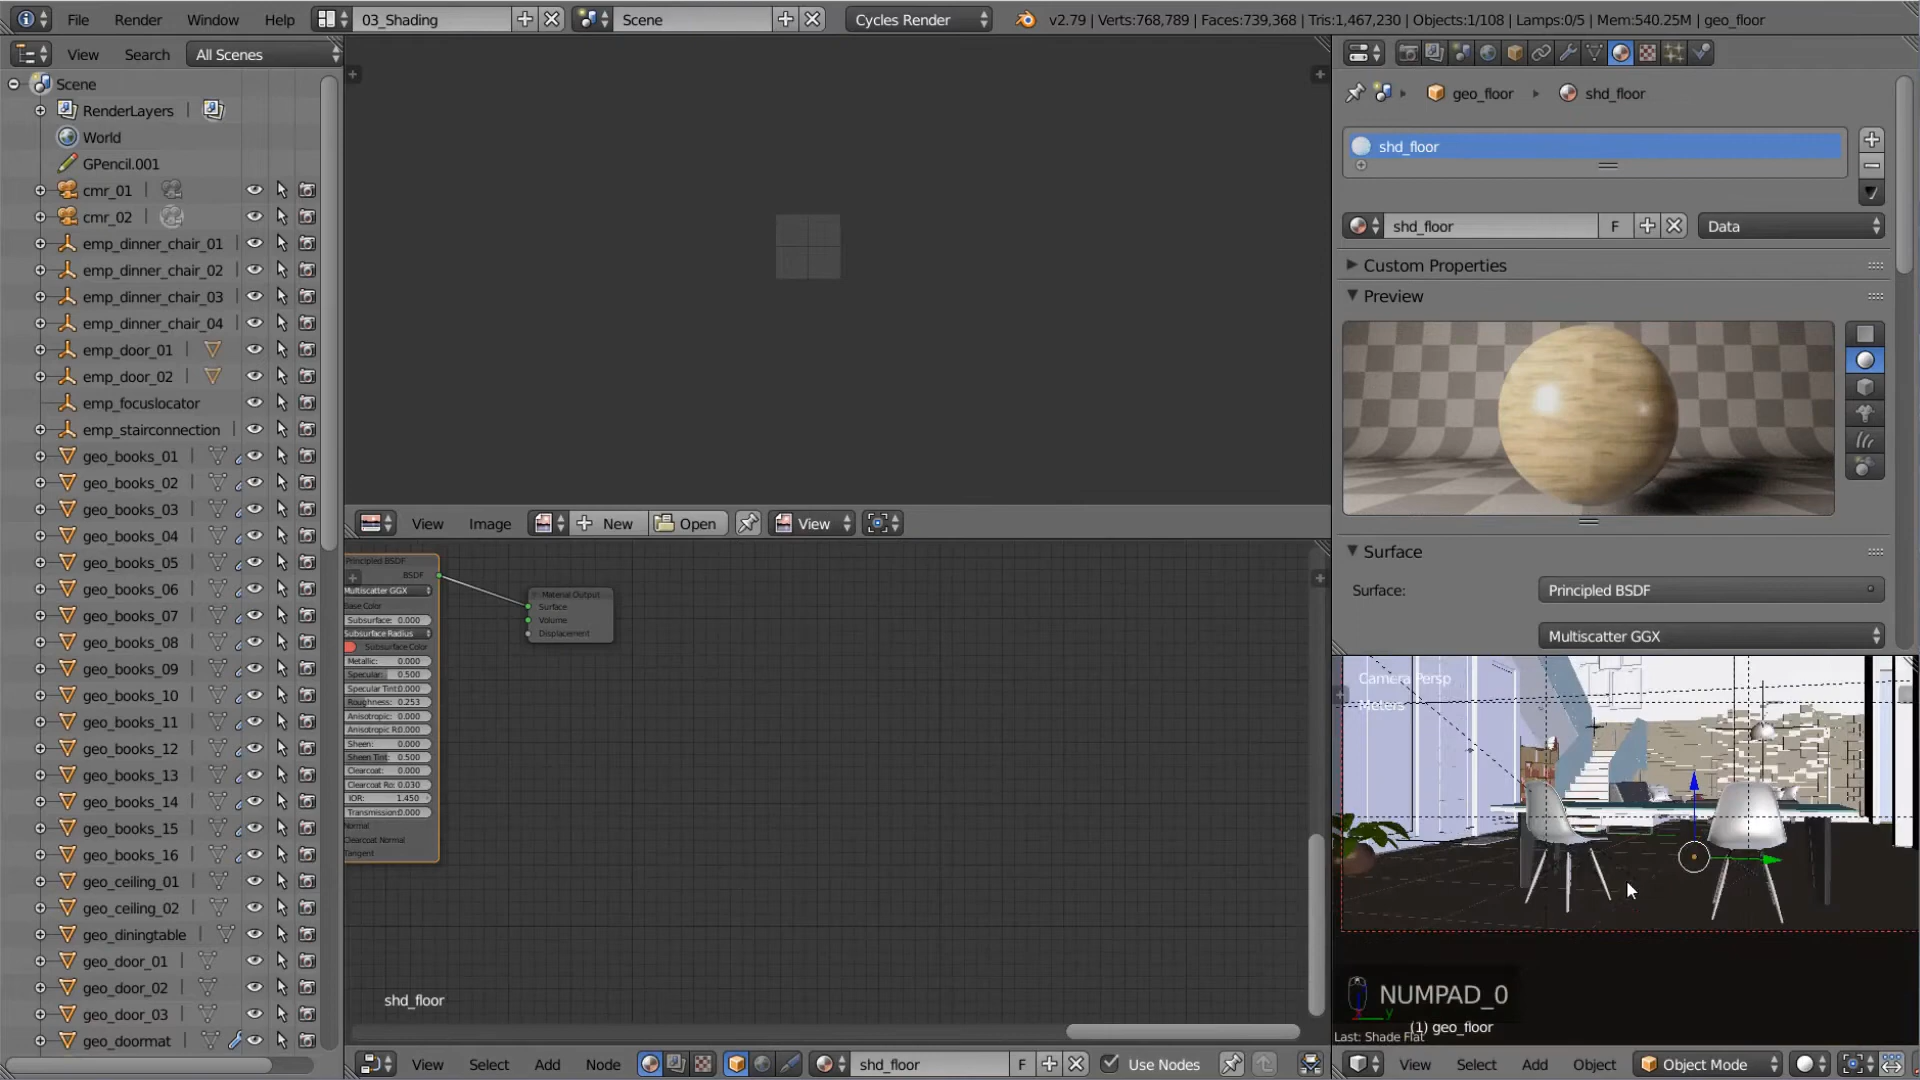 File Render Window Help 03_Shading Scene Cycles Render v2.79 | Verts:768,789 | Faces:739,368 | Tris:1,467,230 | Objects:1/108 | Lamps:0/5 | Mem:540.25M | geo_floor
View Search All Scenes
Scene
RenderLayers
World
GPencil.001
cmr_01
cmr_02
emp_dinner_chair_01
emp_dinner_chair_02
emp_dinner_chair_03
emp_dinner_chair_04
emp_door_01
emp_door_02
emp_focuslocator
emp_stairconnection
geo_books_01
geo_books_02
geo_books_03
geo_books_04
geo_books_05
geo_books_06
geo_books_07
geo_books_08
geo_books_09
geo_books_10
geo_books_11
geo_books_12
geo_books_13
geo_books_14
geo_books_15
geo_books_16
geo_ceiling_01
geo_ceiling_02
geo_diningtable
geo_door_01
geo_door_02
geo_door_03
geo_doormat
View Image New Open View
Principled BSDF
BSDF
Multiscatter GGX
Base Color
Subsurface: 0.000
Subsurface Radius
Subsurface Color
Metallic: 0.000
Specular: 0.500
Specular Tint:0.000
Roughness: 0.253
Anisotropic: 0.000
Anisotropic R:0.000
Sheen: 0.000
Sheen Tint: 0.500
Clearcoat: 0.000
Clearcoat Ro: 0.030
IOR: 1.450
Transmission:0.000
Normal
Clearcoat Normal
Tangent
Material Output
Surface
Volume
Displacement
shd_floor
View Select Add Node shd_floor F Use Nodes
geo_floor shd_floor
shd_floor
shd_floor F Data
Custom Properties
Preview
Surface
Surface: Principled BSDF
Multiscatter GGX
Camera Persp
Meters
NUMPAD_0
(1) geo_floor
Last: Shade Flat
View Select Add Object Object Mode